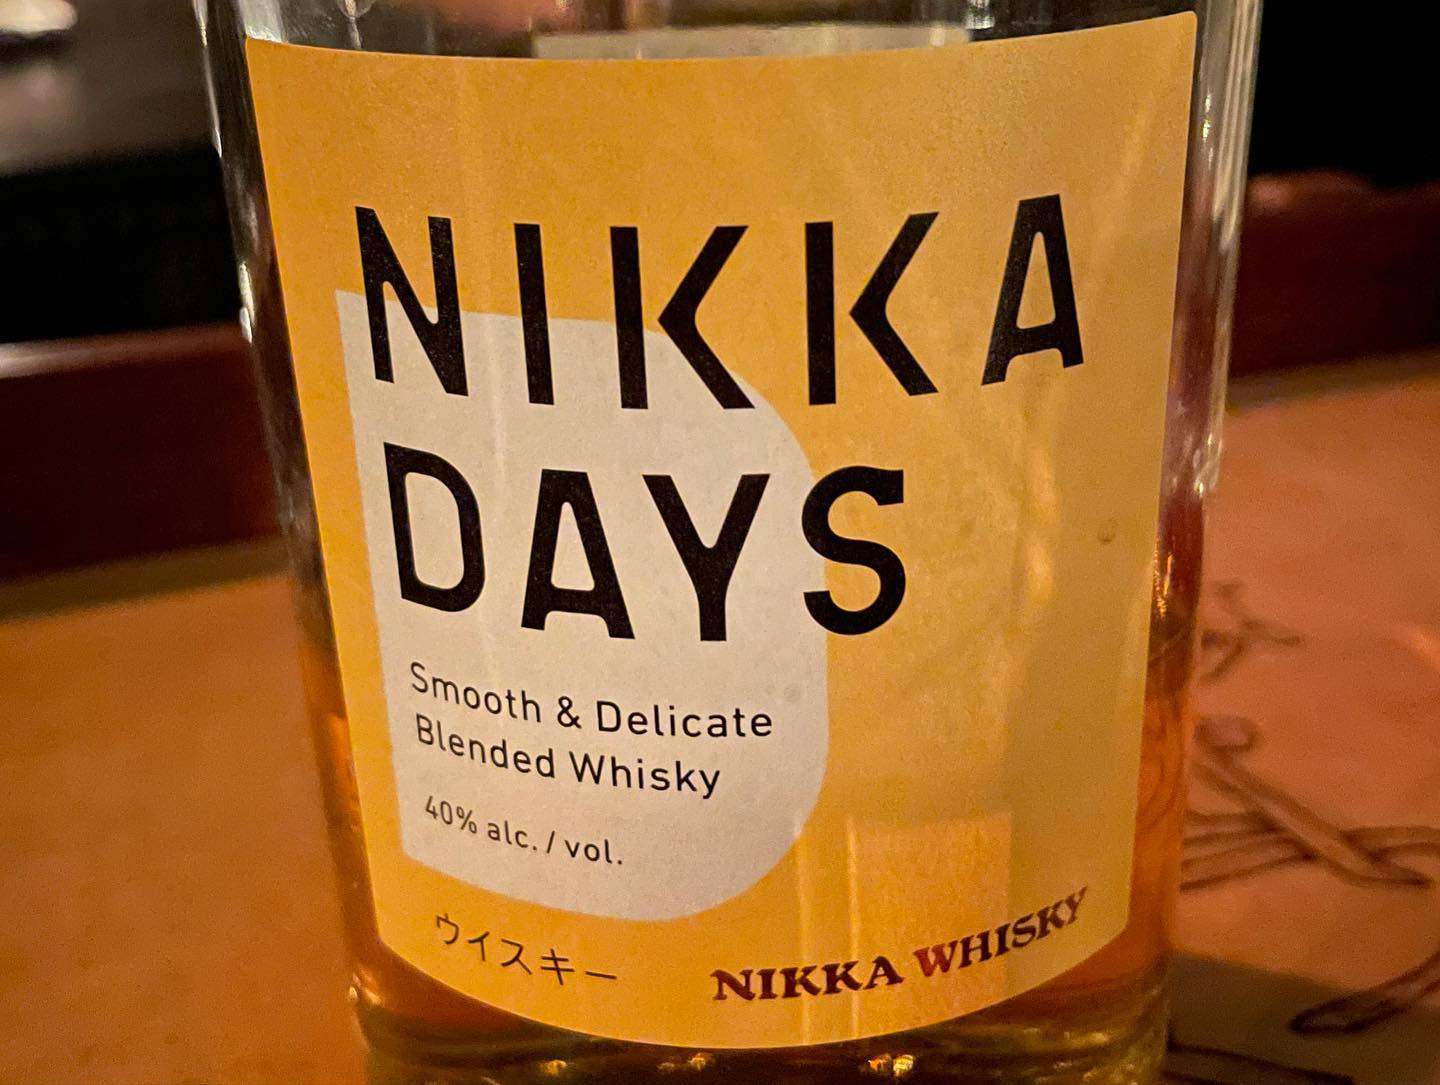 NIKKA
DAYS
Smooth & Delicate
Blended Whisky
40% alc. / vol.
ウイスキー
NIKKA WHISKY